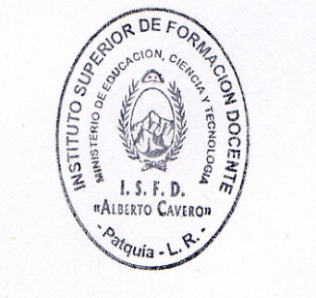 INSTITUTO SUPERIOR DE FORMACION DOCENTE
MINISTERIO DE EDUCACION, CIENCIA Y TECNOLOGIA
I. S. F. D.
"ALBERTO CAVERO"
- Patquía - L. R. -